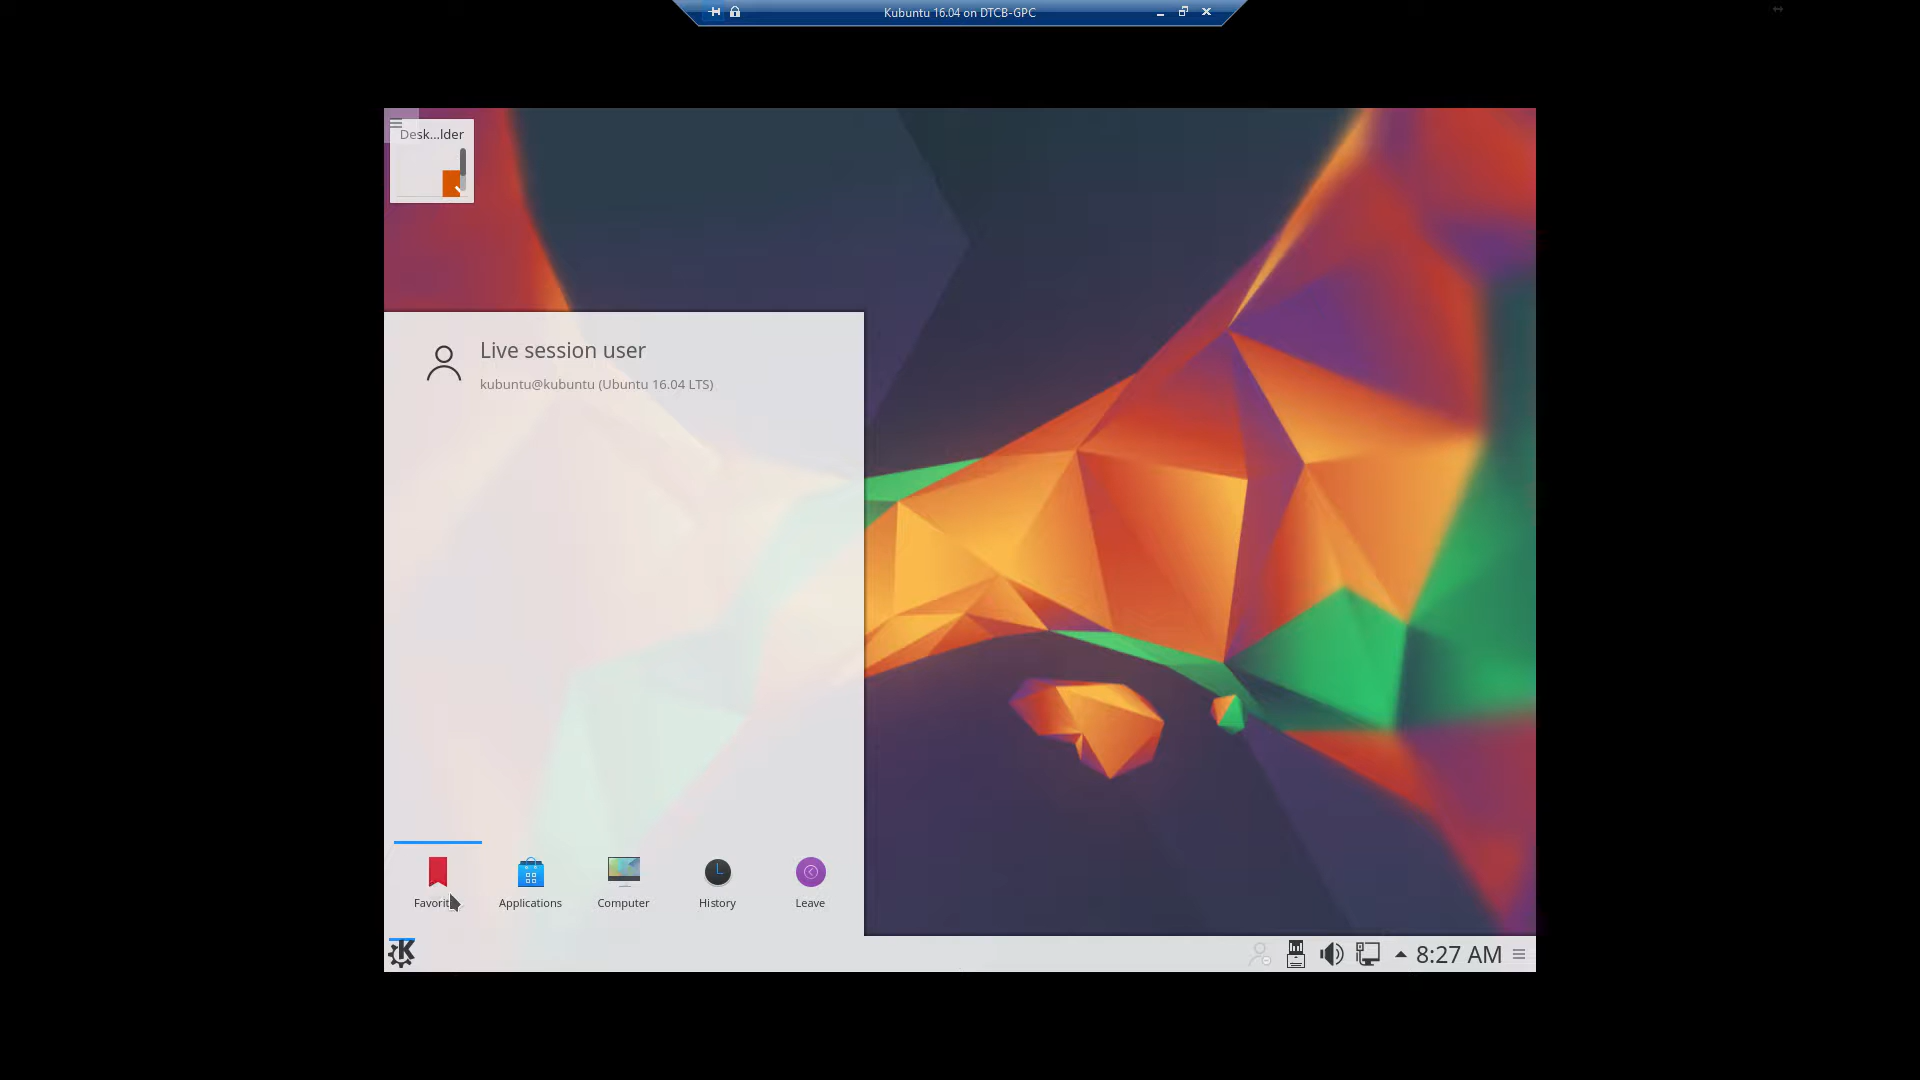 Kubuntu 16.04 on DTCB-GPC
Desk...lder
Live session user
kubuntu@kubuntu (Ubuntu 16.04 LTS)
Applications
Computer
History
Leave
8:27 AM